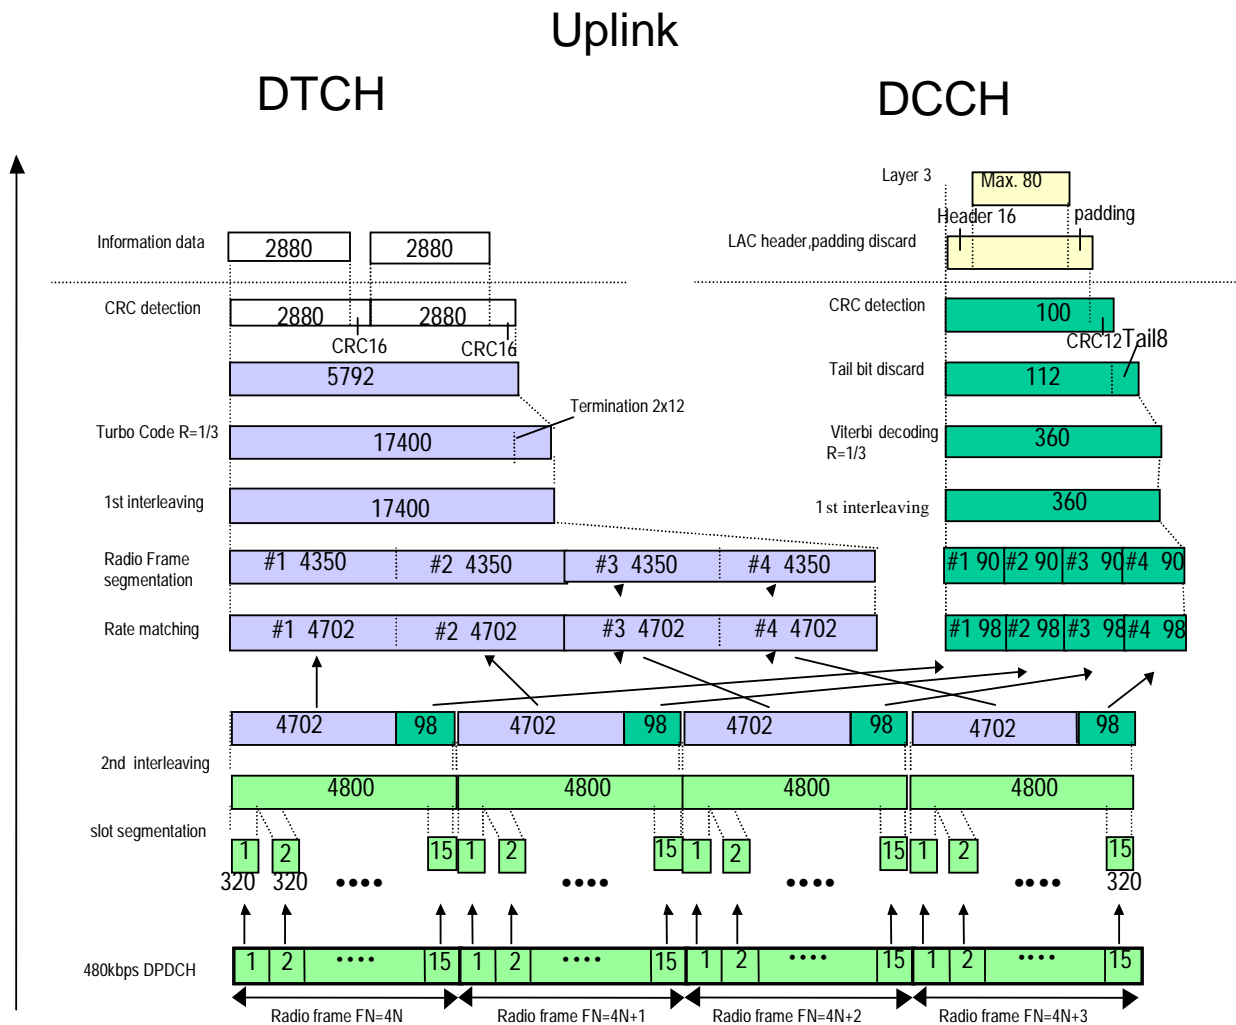 Uplink
DTCH
DCCH
Layer 3
Max. 80
Header 16
padding
Information data
2880
2880
LAC header,padding discard
CRC detection
2880
2880
CRC detection
100
CRC16
CRC16
CRC12
Tail8
5792
Tail bit discard
112
Termination 2x12
Turbo Code R=1/3
17400
Viterbi decoding
R=1/3
360
1st interleaving
17400
1st interleaving
360
Radio Frame
segmentation
#1 4350
#2 4350
#3 4350
#4 4350
#1 90
#2 90
#3 90
#4 90
Rate matching
#1 4702
#2 4702
#3 4702
#4 4702
#1 98
#2 98
#3 98
#4 98
4702
98
4702
98
4702
98
4702
98
2nd interleaving
4800
4800
4800
4800
slot segmentation
1
2
15
1
2
15
1
2
15
1
2
15
320
320
••••
••••
••••
••••
320
480kbps DPDCH
1
2
••••
15
1
2
••••
15
1
2
••••
15
1
2
••••
15
Radio frame FN=4N
Radio frame FN=4N+1
Radio frame FN=4N+2
Radio frame FN=4N+3